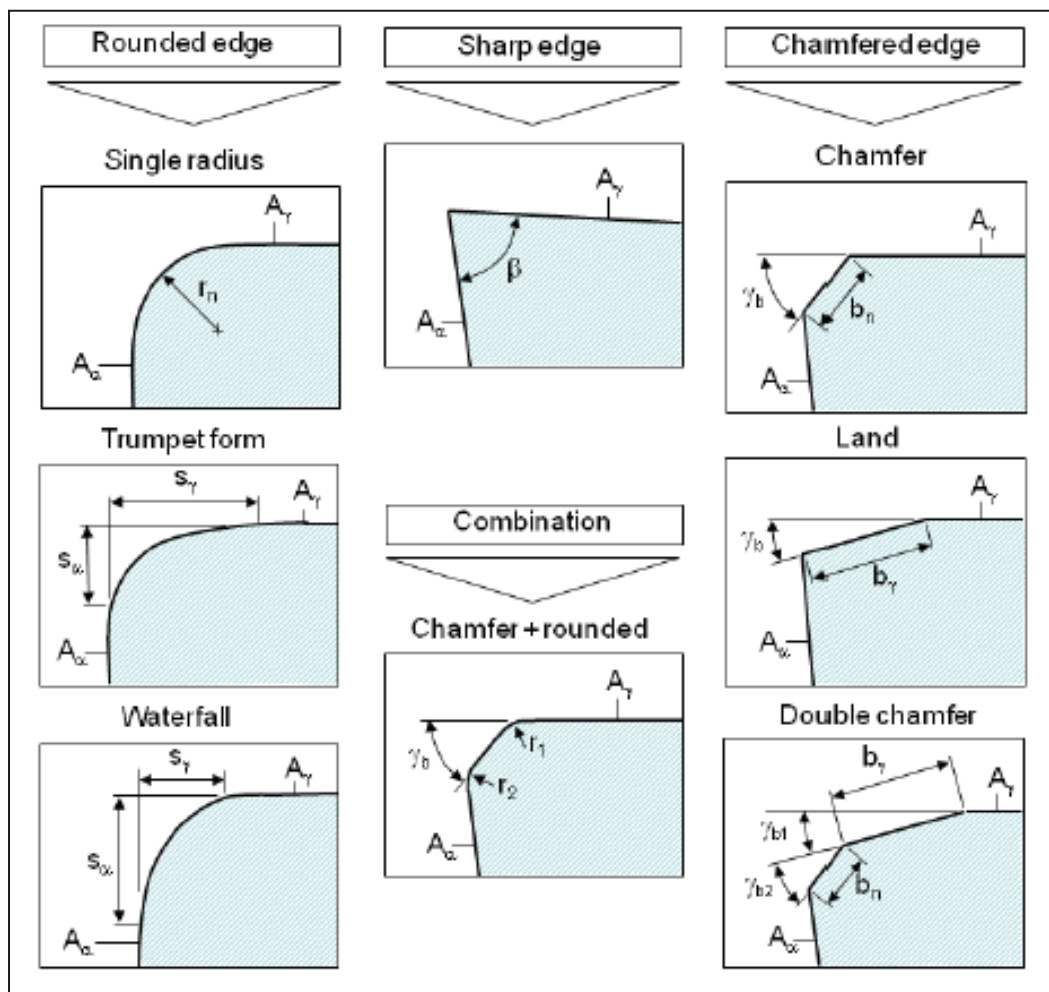 Rounded edge
Single radius
Aγ
rn
Aα
Trumpet form
sγ
Aγ
sα
Aα
Waterfall
sγ
Aγ
sα
Aα
Sharp edge
Aγ
β
Aα
Combination
Chamfer + rounded
Aγ
γb
r1
r2
Aα
Chamfered edge
Chamfer
Aγ
γb
bn
Aα
Land
Aγ
γb
bγ
Aα
Double chamfer
bγ
Aγ
γb1
γb2
bn
Aα